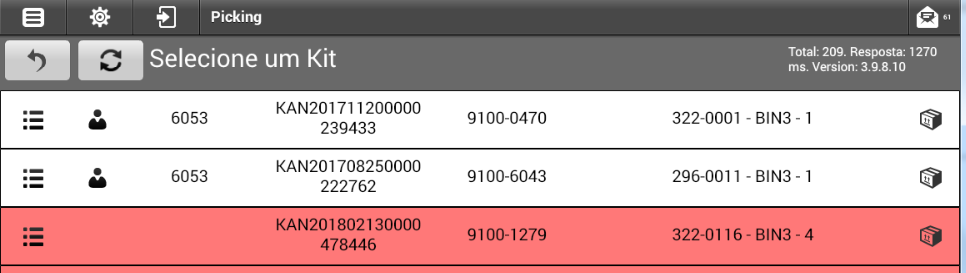 Picking
61
Selecione um Kit
Total: 209. Resposta: 1270
ms. Version: 3.9.8.10
6053
KAN201711200000
239433
9100-0470
322-0001 - BIN3 - 1
6053
KAN201708250000
222762
9100-6043
296-0011 - BIN3 - 1
KAN201802130000
478446
9100-1279
322-0116 - BIN3 - 4